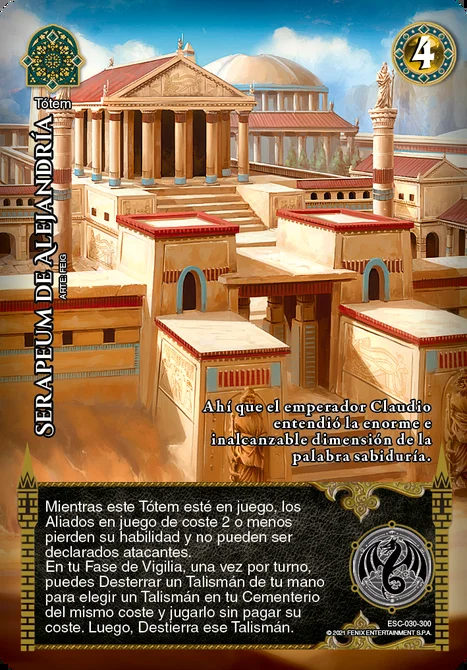 4
Tótem
SERAPEUM DE ALEJANDRÍA
ARTE: FEIG
Ahí que el emperador Claudio
entendió la enorme e
inalcanzable dimensión de la
palabra sabiduría.
Mientras este Tótem esté en juego, los
Aliados en juego de coste 2 o menos
pierden su habilidad y no pueden ser
declarados atacantes.
En tu Fase de Vigilia, una vez por turno,
puedes Desterrar un Talismán de tu mano
para elegir un Talismán en tu Cementerio
del mismo coste y jugarlo sin pagar su
coste. Luego, Destierra ese Talismán.
ESC-030-300
© 2021 FENIX ENTERTAINMENT S.P.A.